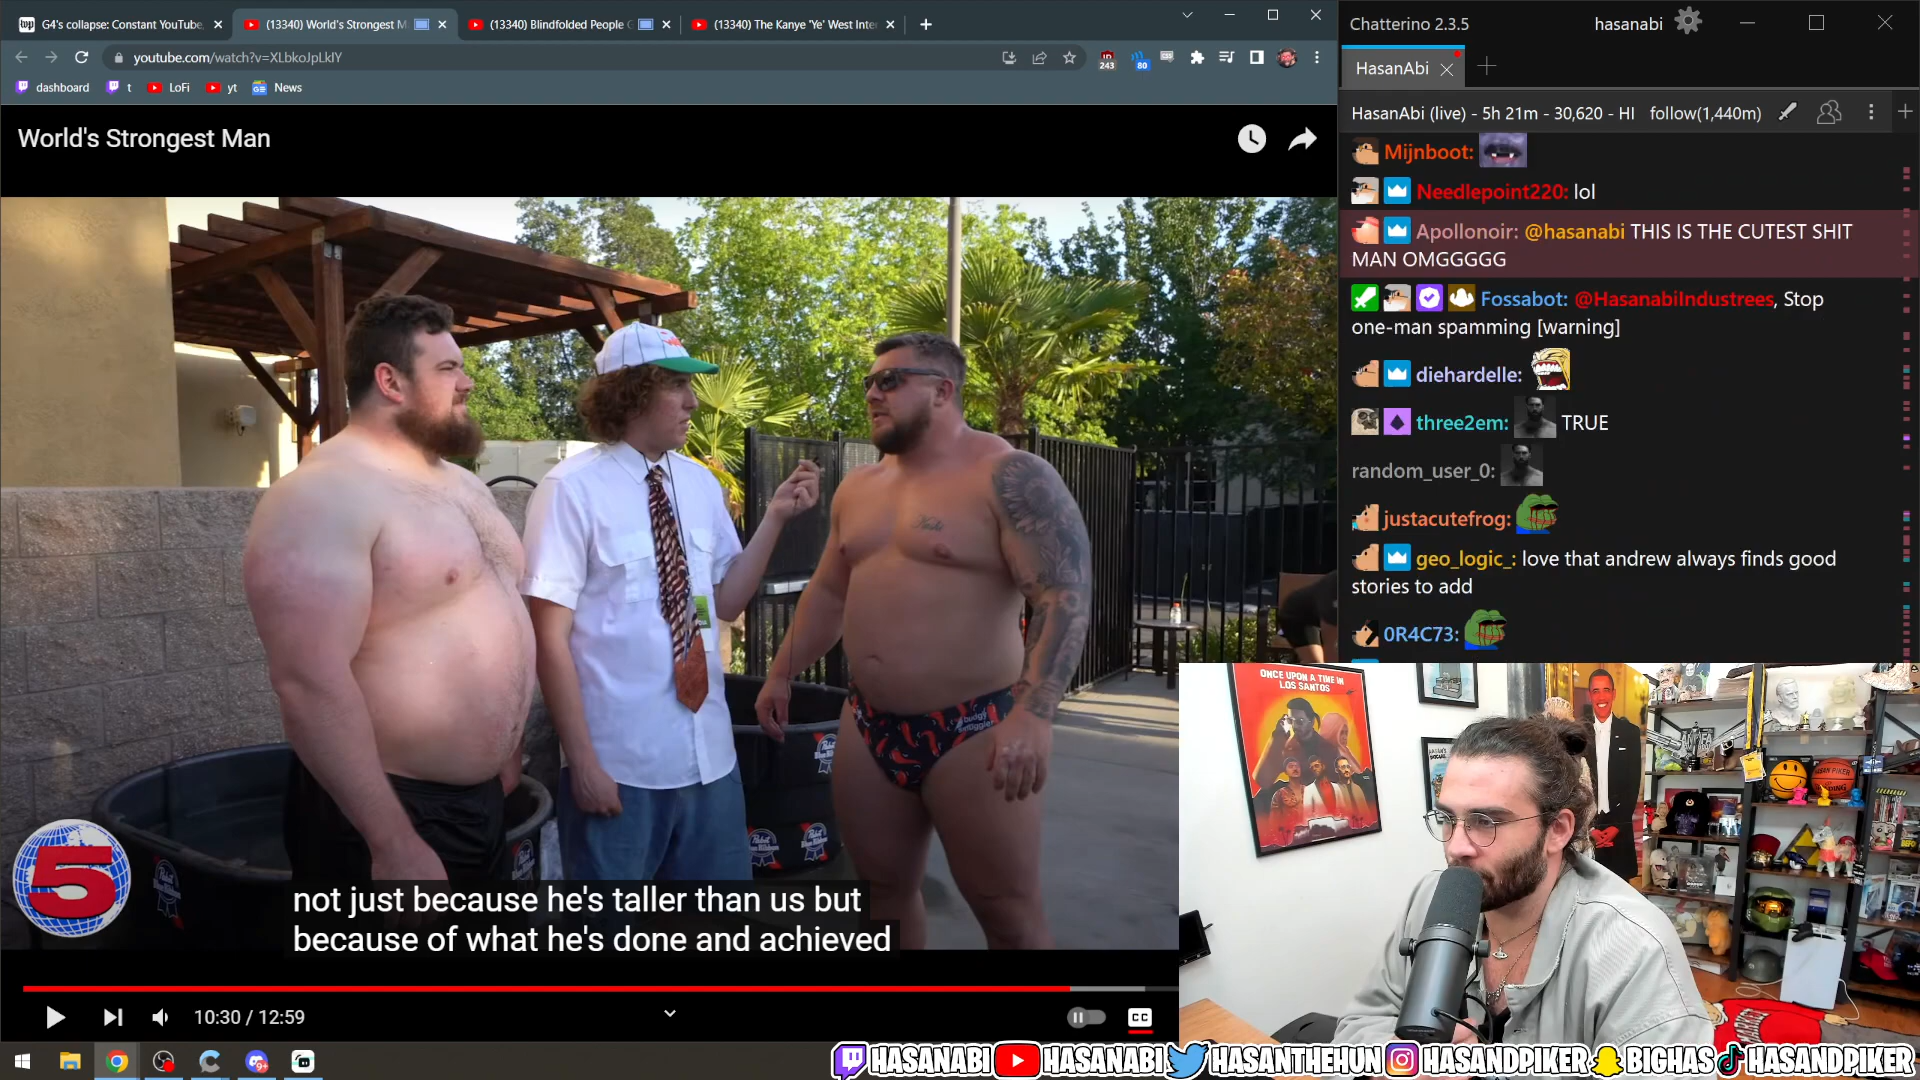 G4's collapse: Constant YouTube
(13340) World's Strongest M
(13340) Blindfolded People G
(13340) The Kanye 'Ye' West Inte
youtube.com/watch?v=XLbkoJpLkIY
243
80
dashboard
t
LoFi
yt
News
World's Strongest Man
not just because he's taller than us but
because of what he's done and achieved
5
10:30 / 12:59
CC
Chatterino 2.3.5
hasanabi
HasanAbi
HasanAbi (live) - 5h 21m - 30,620 - HI
follow(1,440m)
Mijnboot:
Needlepoint220: lol
Apollonoir: @hasanabi THIS IS THE CUTEST SHIT
MAN OMGGGGG
Fossabot: @HasanabiIndustrees, Stop
one-man spamming [warning]
diehardelle:
three2em: TRUE
random_user_0:
justacutefrog:
geo_logic_: love that andrew always finds good
stories to add
0R4C73:
ONCE UPON A TIME IN
LOS SANTOS
HASANABI
HASANABI
HASANTHEHUN
HASANDPIKER
BIGHAS
HASANDPIKER